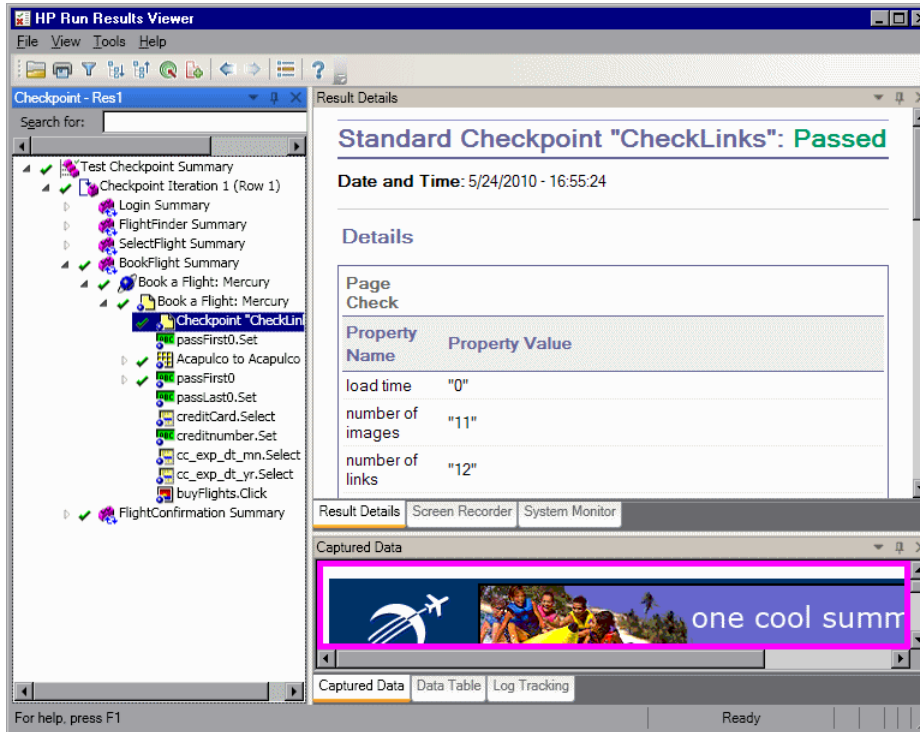 HP Run Results Viewer
File View Tools Help
Checkpoint - Res1
Search for:
Test Checkpoint Summary
Checkpoint Iteration 1 (Row 1)
Login Summary
FlightFinder Summary
SelectFlight Summary
BookFlight Summary
Book a Flight: Mercury
Book a Flight: Mercury
Checkpoint "CheckLin
passFirst0.Set
Acapulco to Acapulco
passFirst0
passLast0.Set
creditCard.Select
creditnumber.Set
cc_exp_dt_mn.Select
cc_exp_dt_yr.Select
buyFlights.Click
FlightConfirmation Summary
Result Details
Standard Checkpoint "CheckLinks": Passed
Date and Time: 5/24/2010 - 16:55:24
Details
Page
Check
Property
Name
Property Value
load time "0"
number of
images
"11"
number of
links
"12"
Result Details Screen Recorder System Monitor
Captured Data
one cool summ
Captured Data Data Table Log Tracking
For help, press F1
Ready